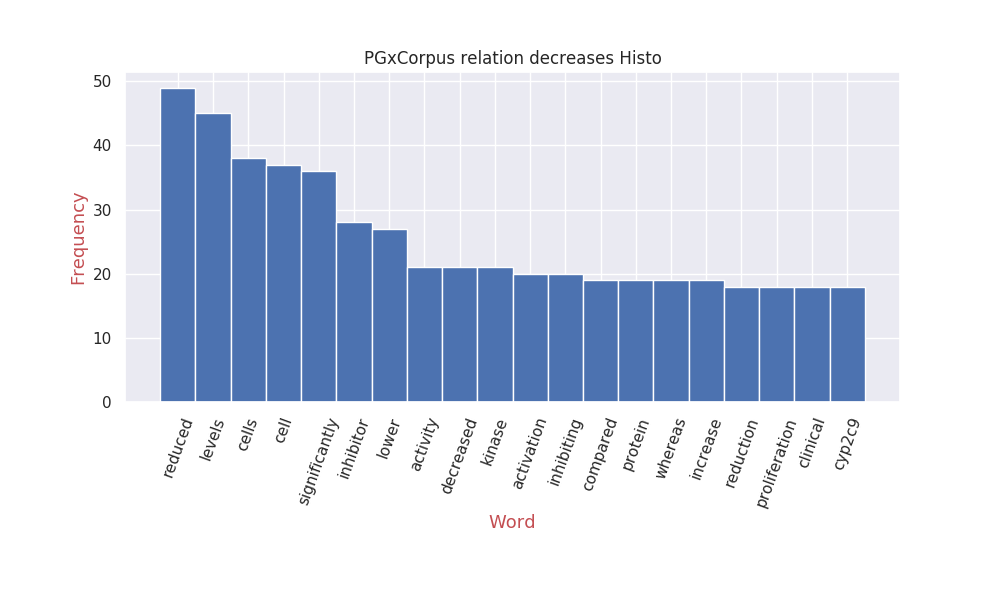 PGxCorpus relation decreases Histo
50
40
30
20
10
0
Frequency
reduced
levels
cells
cell
significantly
inhibitor
lower
activity
decreased
kinase
activation
inhibiting
compared
protein
whereas
increase
reduction
proliferation
clinical
cyp2c9
Word